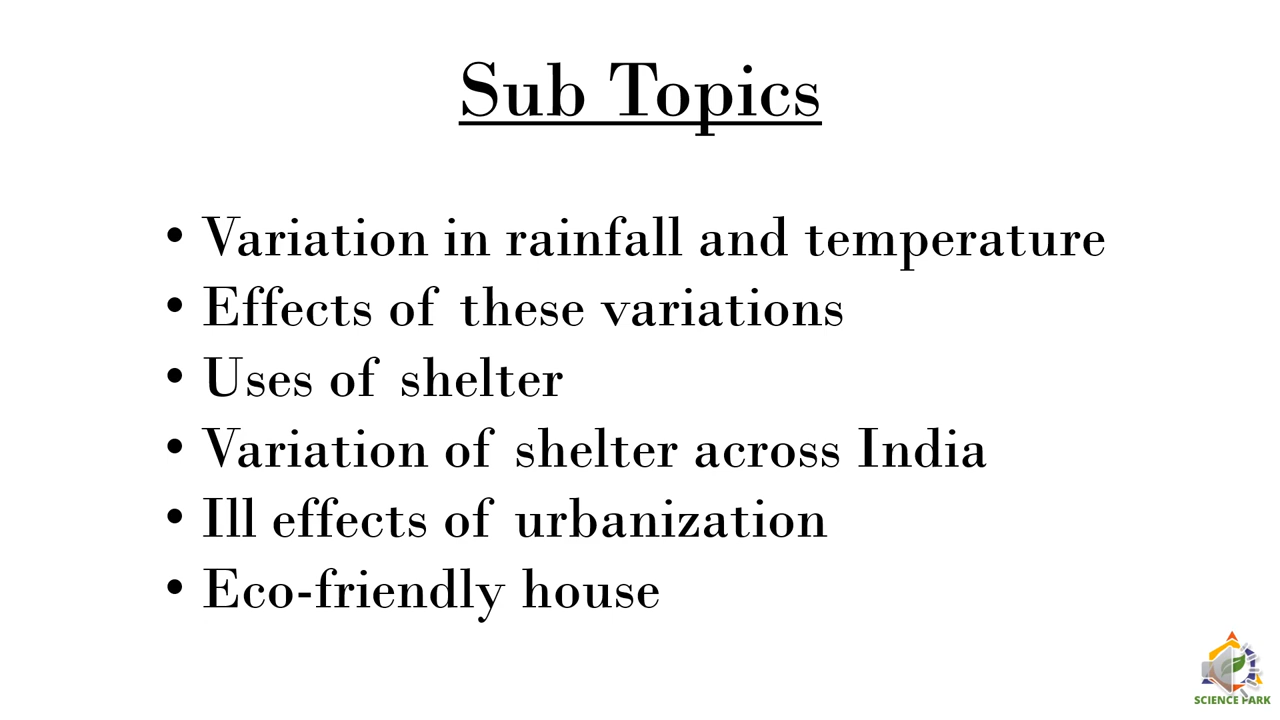 Sub Topics
• Variation in rainfall and temperature
• Effects of these variations
• Uses of shelter
• Variation of shelter across India
• Ill effects of urbanization
• Eco-friendly house
SCIENCE PARK